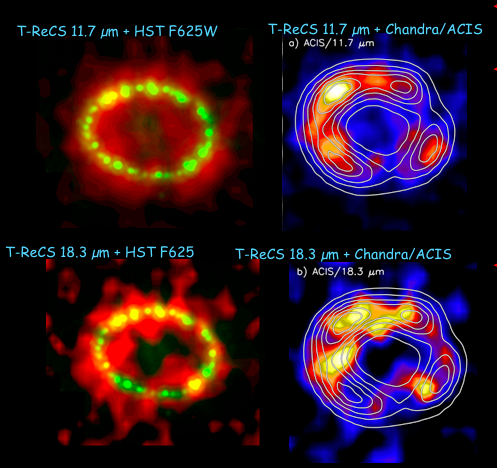 T-ReCS 11.7 µm + HST F625W
T-ReCS 11.7 µm + Chandra/ACIS
a) ACIS/11.7 µm
T-ReCS 18.3 µm + HST F625
T-ReCS 18.3 µm + Chandra/ACIS
b) ACIS/18.3 µm